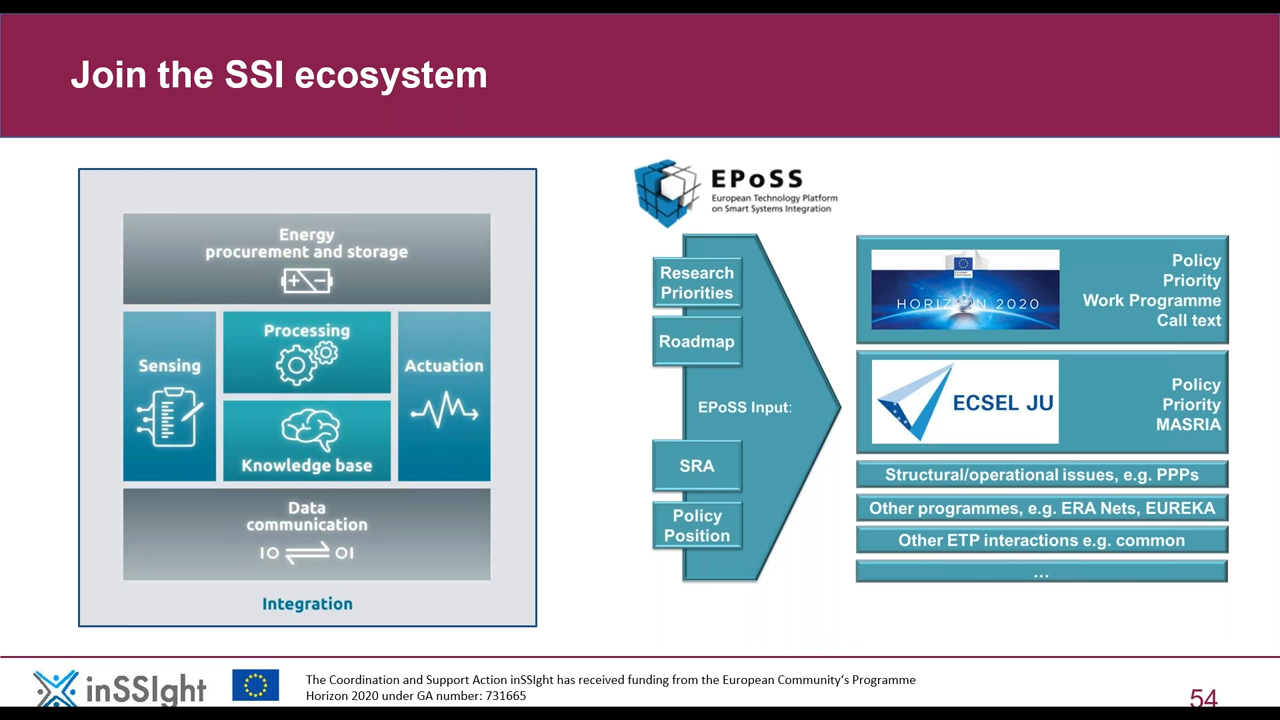 Join the SSI ecosystem
Energy
procurement and storage
Sensing
Processing
Knowledge base
Actuation
Data
communication
IO OI
Integration
EPoSS
European Technology Platform
on Smart Systems Integration
Research
Priorities
Roadmap
EPoSS Input:
SRA
Policy
Position
HORIZON 2020
Policy
Priority
Work Programme
Call text
ECSEL JU
Policy
Priority
MASRIA
Structural/operational issues, e.g. PPPs
Other programmes, e.g. ERA Nets, EUREKA
Other ETP interactions e.g. common
…
inSSIght
The Coordination and Support Action inSSIght has received funding from the European Community‘s Programme
Horizon 2020 under GA number: 731665
54